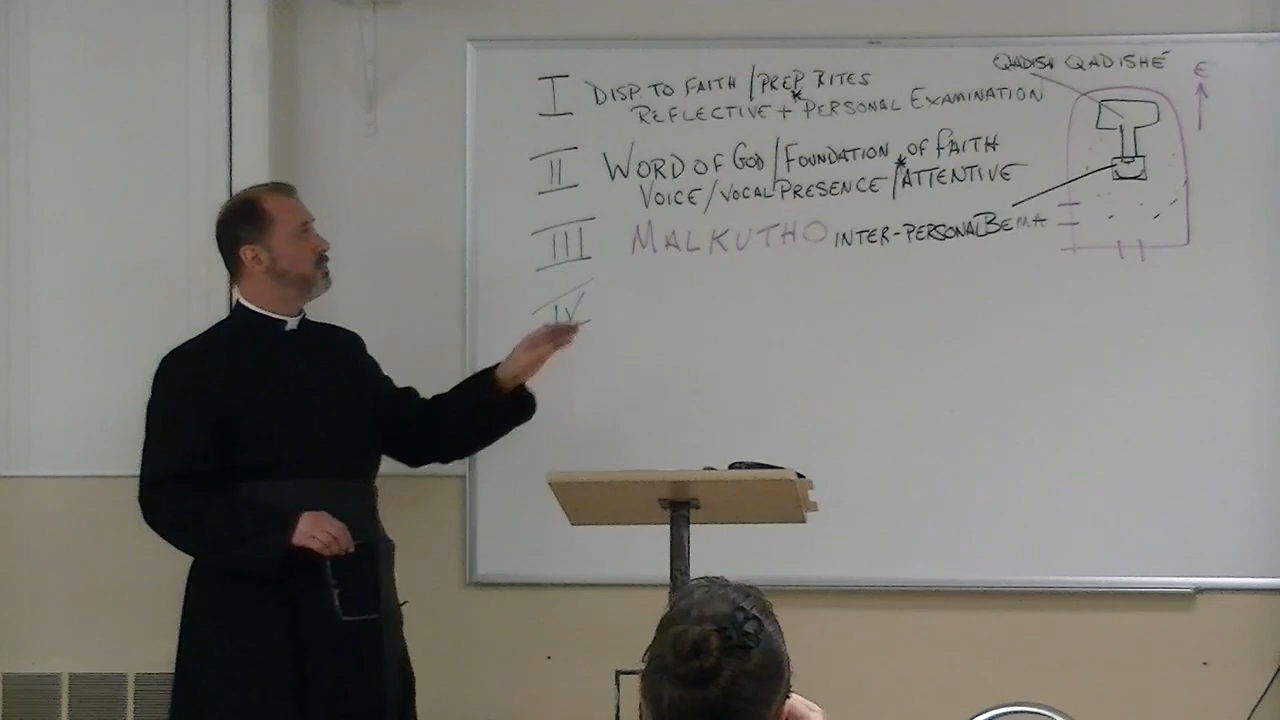 I DISP. TO FAITH / PREP RITES
REFLECTIVE + * PERSONAL EXAMINATION
II WORD OF GOD / FOUNDATION OF FAITH
VOICE / VOCAL PRESENCE / * ATTENTIVE
III MALKUTHO INTER-PERSONAL
IV
QADISH QADISHÉ
E
BEMA